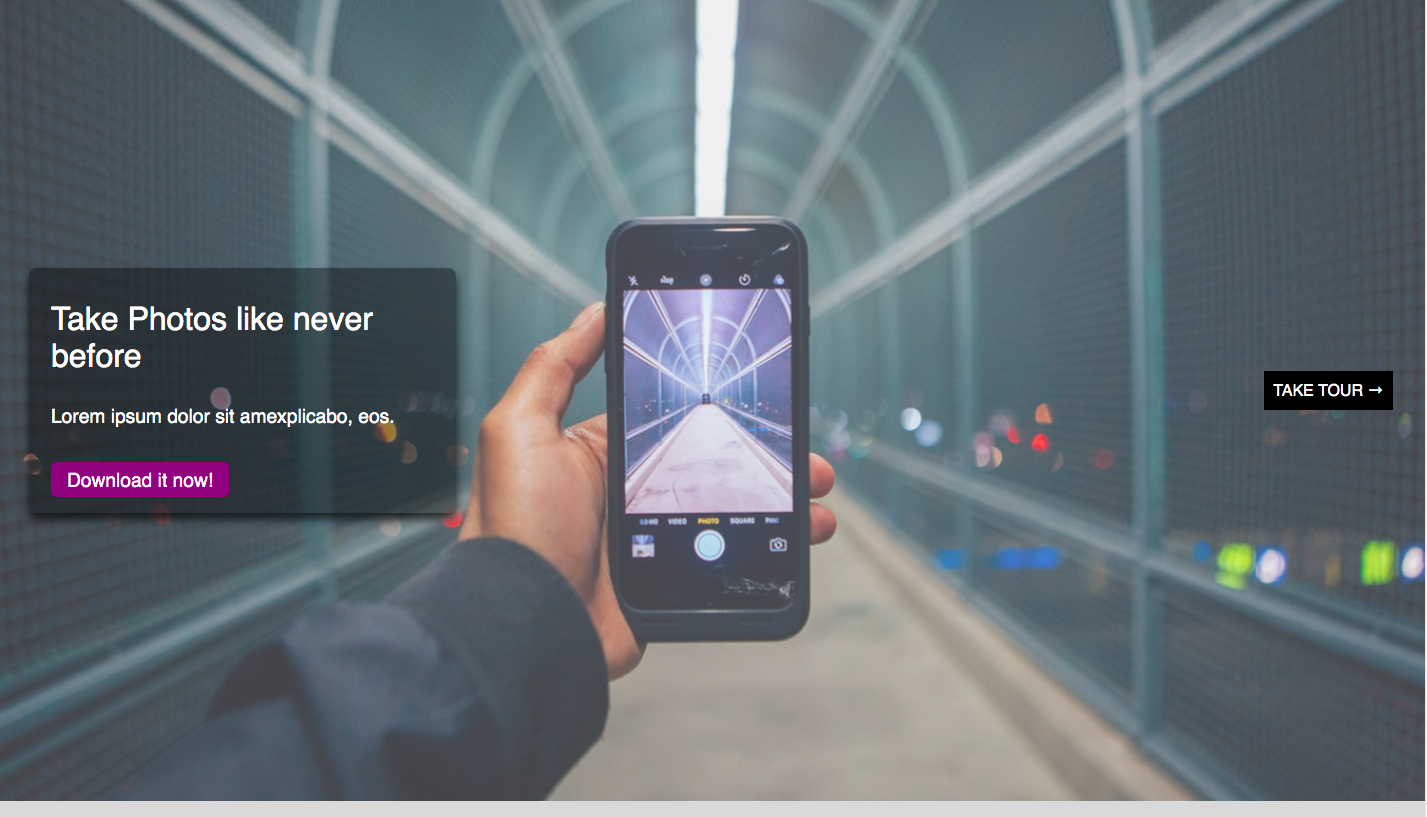 Take Photos like never
before
Lorem ipsum dolor sit amexplicabo, eos.
Download it now!
TAKE TOUR →
VIDEO PHOTO SQUARE